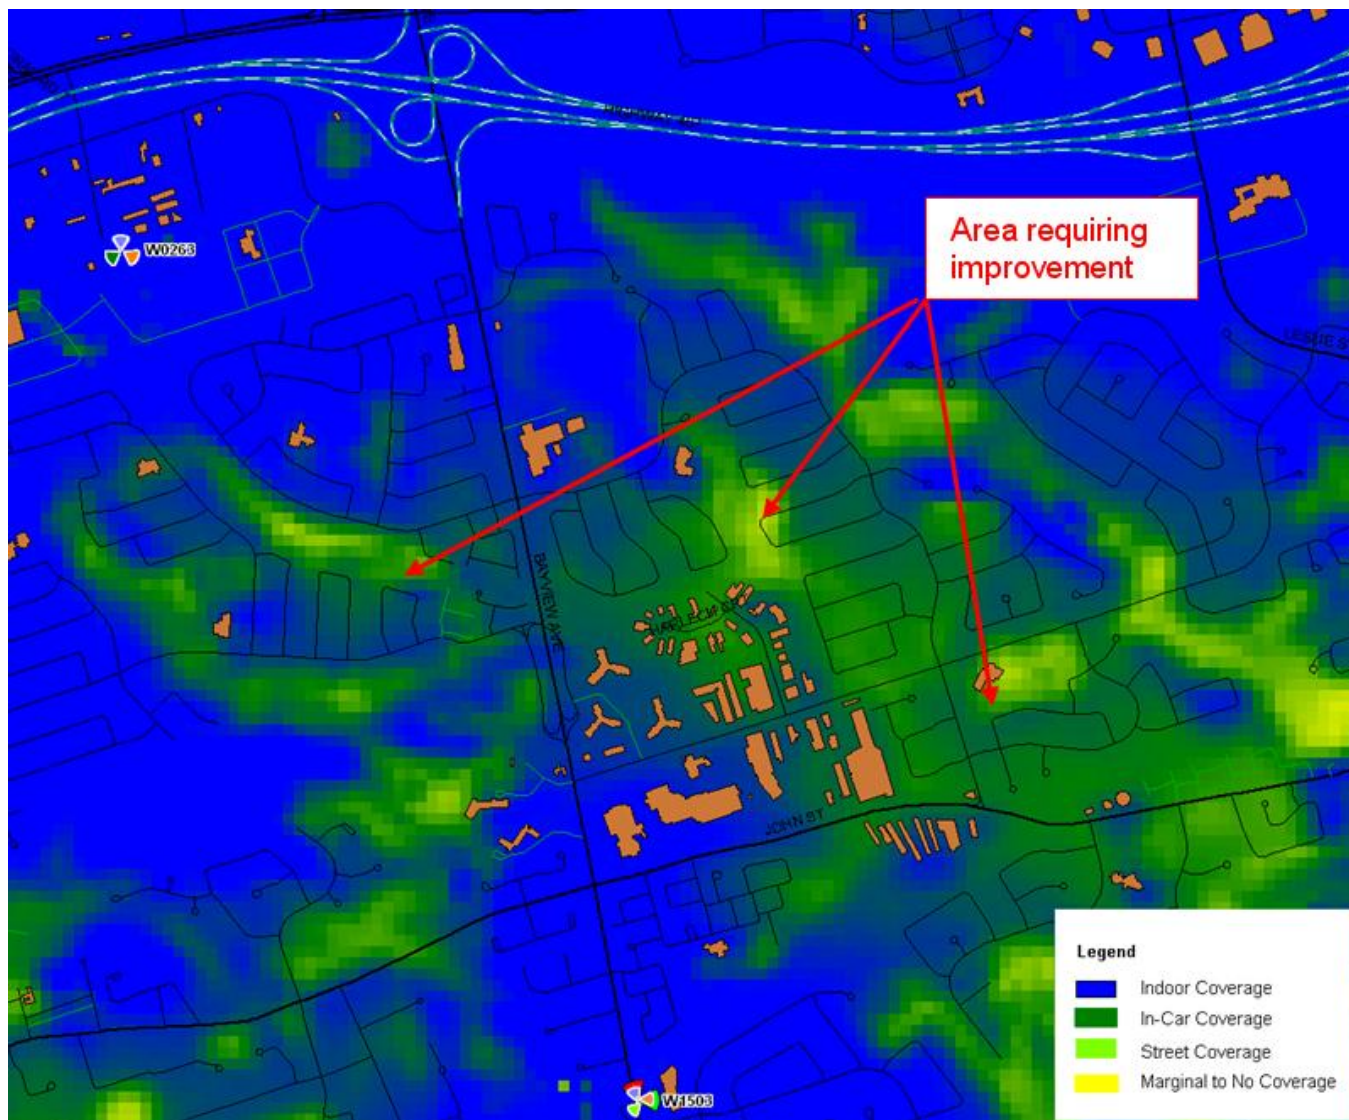 W0263
Area requiring
improvement
LESLIE S
BAYVIEW AVE
JOHN ST
W1503
Legend
Indoor Coverage
In-Car Coverage
Street Coverage
Marginal to No Coverage